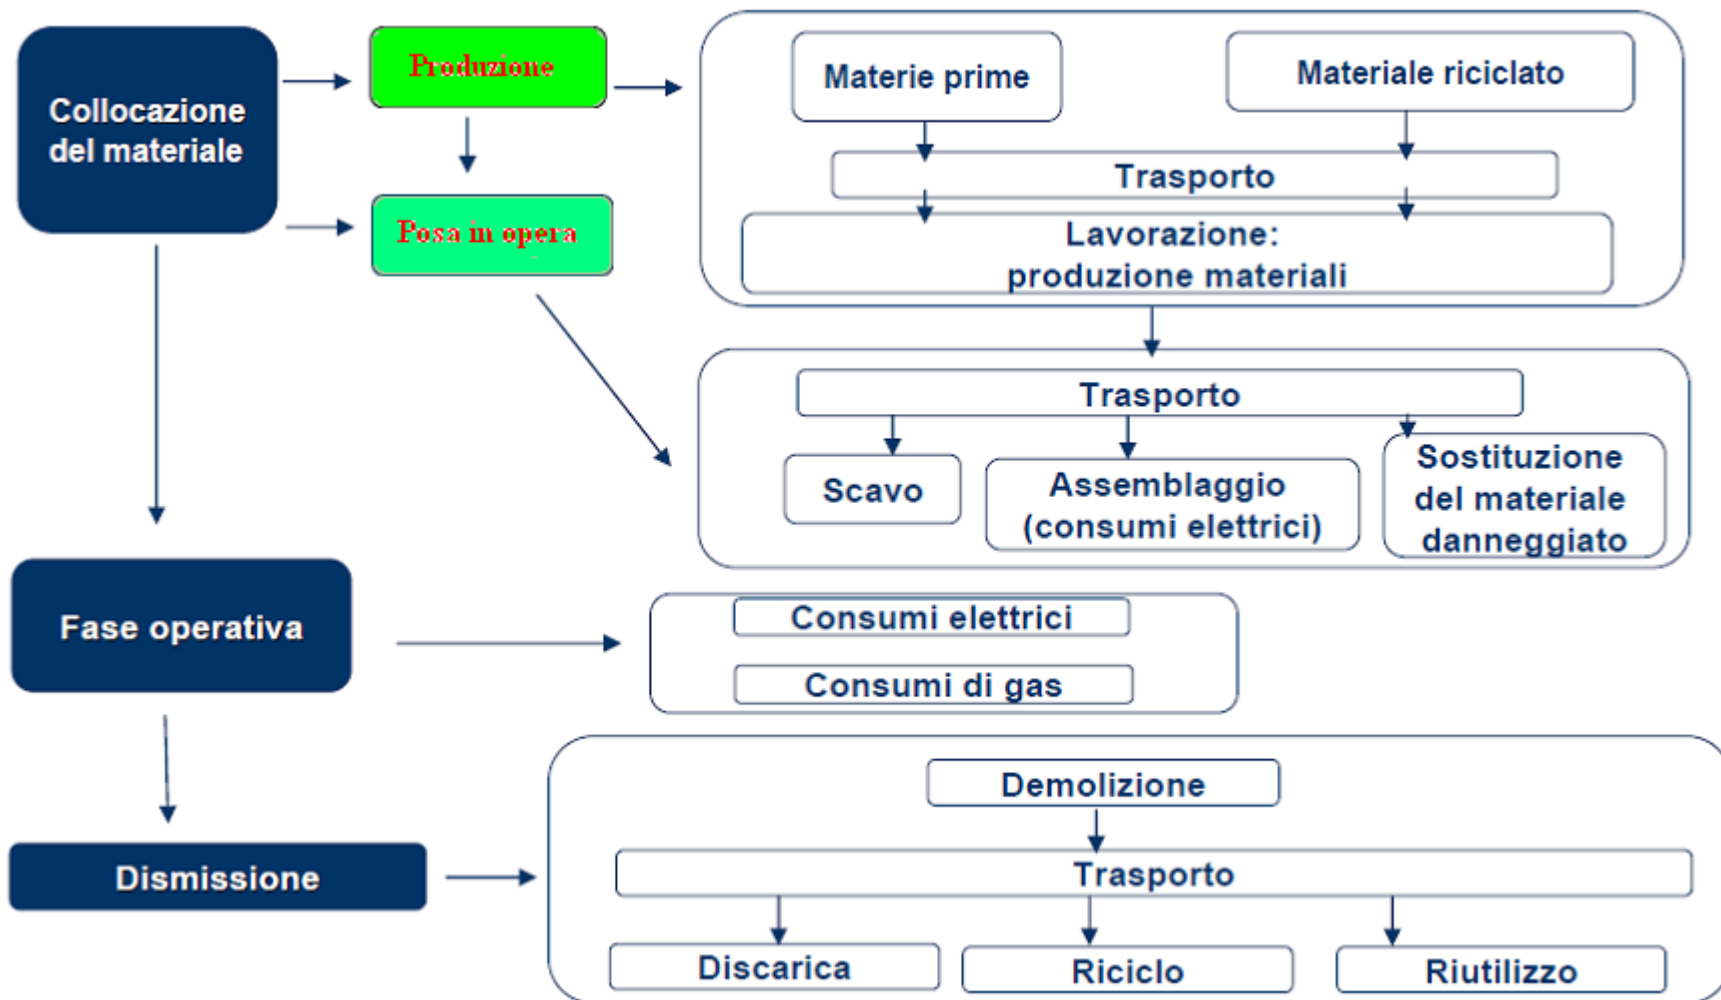 Collocazione
del materiale
Produzione
Posa in opera
Materie prime
Materiale riciclato
Trasporto
Lavorazione:
produzione materiali
Trasporto
Scavo
Assemblaggio
(consumi elettrici)
Sostituzione
del materiale
danneggiato
Fase operativa
Consumi elettrici
Consumi di gas
Dismissione
Demolizione
Trasporto
Discarica
Riciclo
Riutilizzo